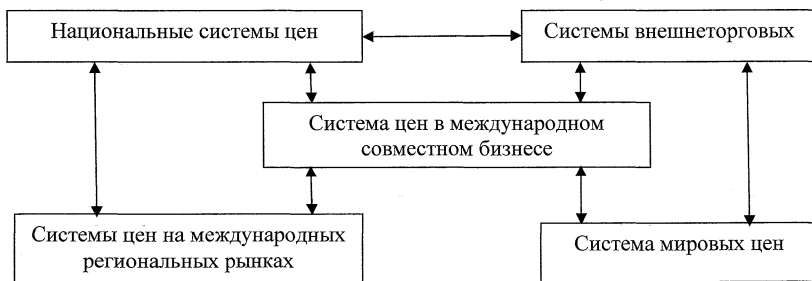 Национальные системы цен
Системы внешнеторговых
Система цен в международном
совместном бизнесе
Системы цен на международных
региональных рынках
Система мировых цен